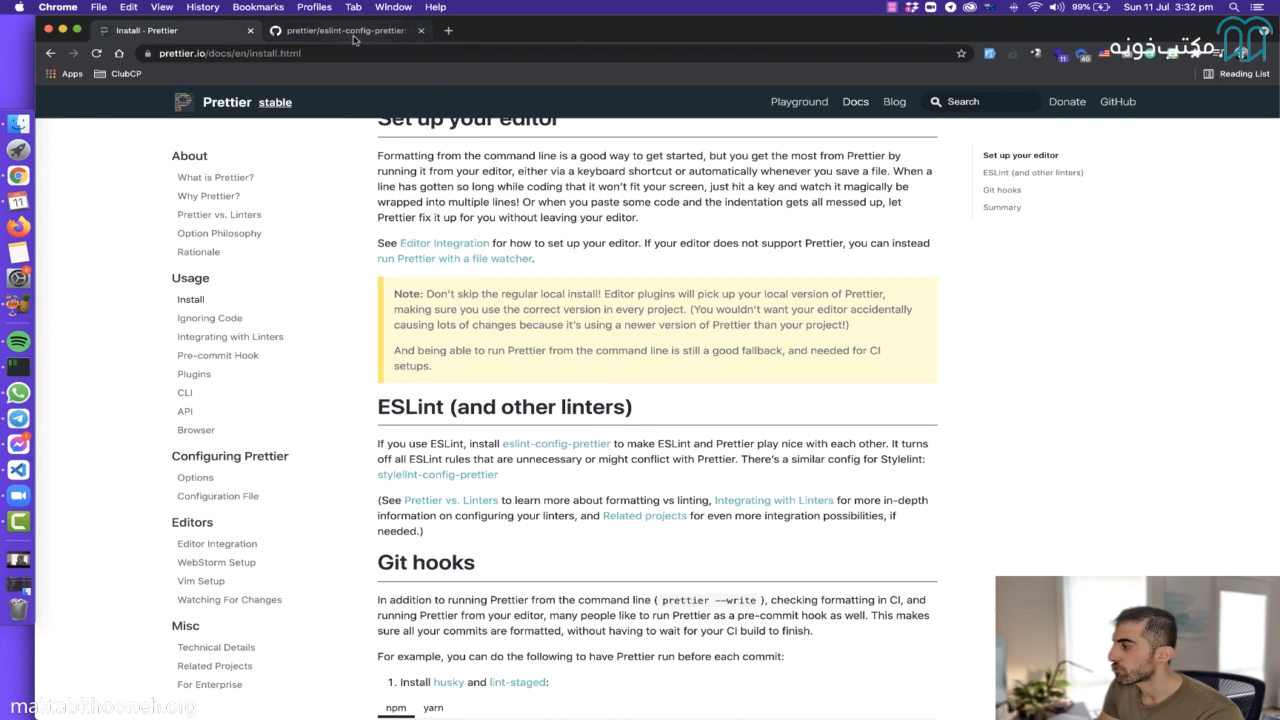 Chrome File Edit View History Bookmarks Profiles Tab Window Help
99% Sun 11 Jul 3:32 pm
Install · Prettier
prettier/eslint-config-prettier:
مکتب‌خونه
prettier.io/docs/en/install.html
Apps ClubCP Reading List
Prettier stable
Playground Docs Blog Search Donate GitHub
About
What is Prettier?
Why Prettier?
Prettier vs. Linters
Option Philosophy
Rationale
Usage
Install
Ignoring Code
Integrating with Linters
Pre-commit Hook
Plugins
CLI
API
Browser
Configuring Prettier
Options
Configuration File
Editors
Editor Integration
WebStorm Setup
Vim Setup
Watching For Changes
Misc
Technical Details
Related Projects
For Enterprise
Set up your editor
Formatting from the command line is a good way to get started, but you get the most from Prettier by
running it from your editor, either via a keyboard shortcut or automatically whenever you save a file. When a
line has gotten so long while coding that it won't fit your screen, just hit a key and watch it magically be
wrapped into multiple lines! Or when you paste some code and the indentation gets all messed up, let
Prettier fix it up for you without leaving your editor.
See Editor Integration for how to set up your editor. If your editor does not support Prettier, you can instead
run Prettier with a file watcher.
Note: Don't skip the regular local install! Editor plugins will pick up your local version of Prettier,
making sure you use the correct version in every project. (You wouldn't want your editor accidentally
causing lots of changes because it's using a newer version of Prettier than your project!)
And being able to run Prettier from the command line is still a good fallback, and needed for CI
setups.
ESLint (and other linters)
If you use ESLint, install eslint-config-prettier to make ESLint and Prettier play nice with each other. It turns
off all ESLint rules that are unnecessary or might conflict with Prettier. There's a similar config for Stylelint:
stylelint-config-prettier
(See Prettier vs. Linters to learn more about formatting vs linting, Integrating with Linters for more in-depth
information on configuring your linters, and Related projects for even more integration possibilities, if
needed.)
Git hooks
In addition to running Prettier from the command line ( prettier --write ), checking formatting in CI, and
running Prettier from your editor, many people like to run Prettier as a pre-commit hook as well. This makes
sure all your commits are formatted, without having to wait for your CI build to finish.
For example, you can do the following to have Prettier run before each commit:
1. Install husky and lint-staged:
npm yarn
Set up your editor
ESLint (and other linters)
Git hooks
Summary
maktabkhooneh.org